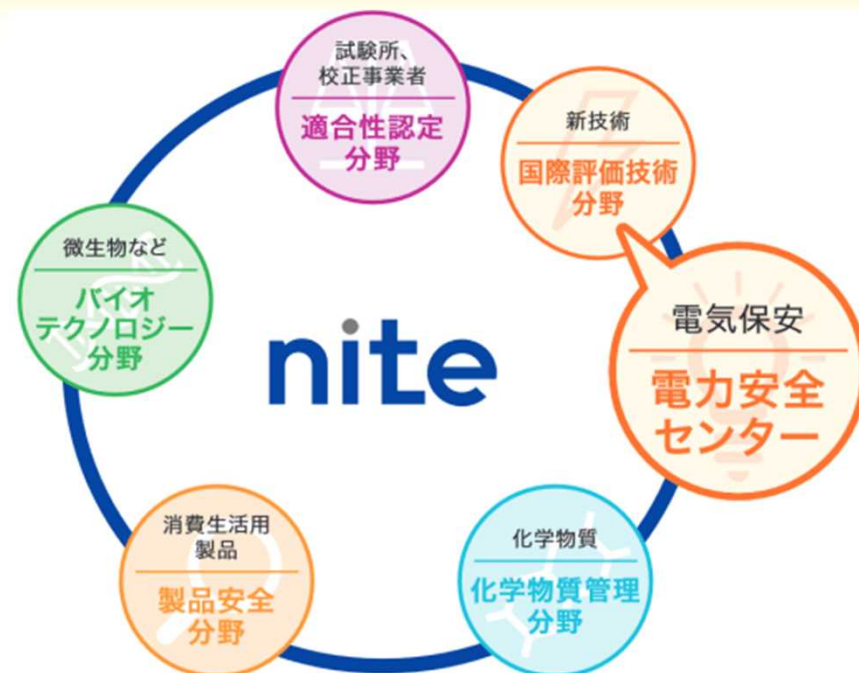 試験所、
校正事業者
適合性認定
分野
新技術
国際評価技術
分野
微生物など
バイオ
テクノロジー
分野
nite
電気保安
電力安全
センター
消費生活用
製品
製品安全
分野
化学物質
化学物質管理
分野